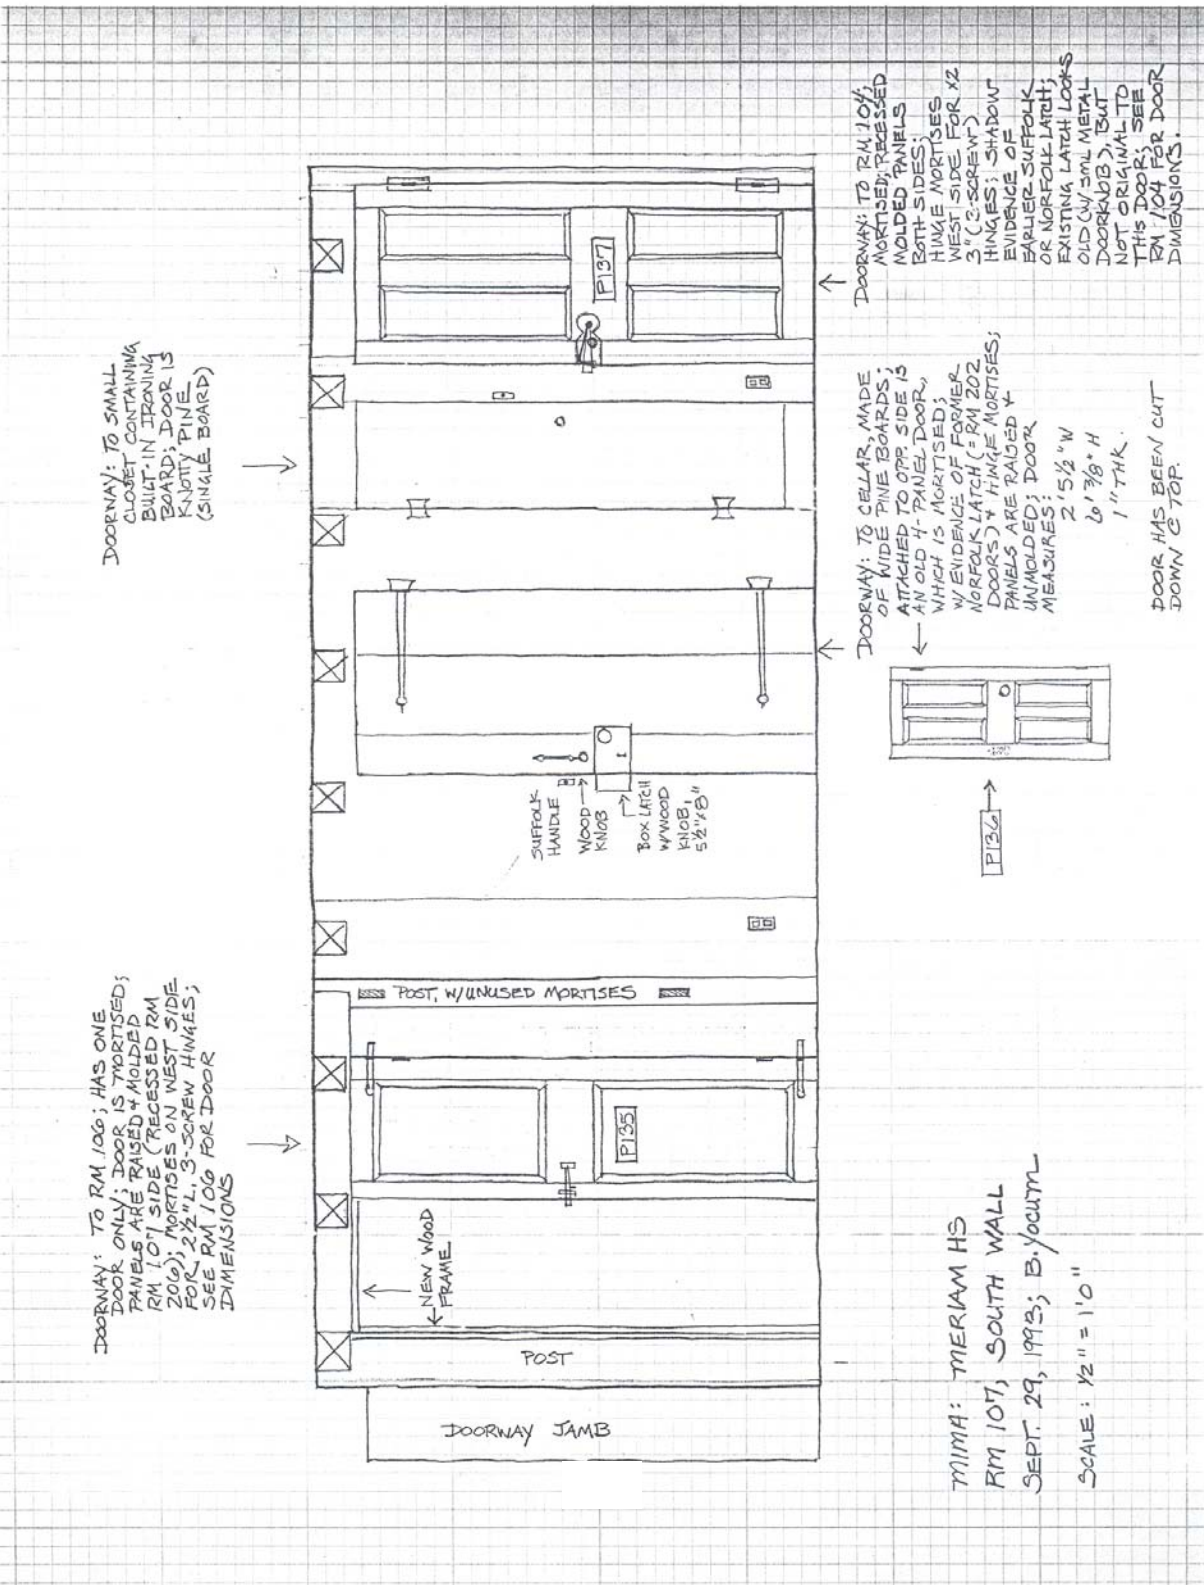 DOORWAY: TO RM 106; HAS ONE
DOOR ONLY; DOOR IS MORTISED;
PANELS ARE RAISED & MOLDED
RM 107 SIDE (RECESSED RM
206); MORTISES ON WEST SIDE
FOR 2½"L, 3-SCREW HINGES;
SEE RM 106 FOR DOOR
DIMENSIONS
DOORWAY: TO SMALL
CLOSET CONTAINING
BUILT-IN IRONING
BOARD; DOOR IS
KNOTTY PINE
(SINGLE BOARD)
DOORWAY JAMB
POST
NEW WOOD
FRAME
P135
POST, W/UNUSED MORTISES
SUFFOLK
HANDLE
WOOD
KNOB
BOX LATCH
W/WOOD
KNOB,
5½"x8"
P137
MIMA: MERIAM HS
RM 107, SOUTH WALL
SEPT. 29, 1993; B. Yocum
SCALE: ½" = 1'0"
P136
DOORWAY: TO CELLAR, MADE
OF WIDE PINE BOARDS;
ATTACHED TO OPP. SIDE IS
AN OLD 4-PANEL DOOR,
WHICH IS MORTISED;
W/ EVIDENCE OF FORMER
NORFOLK LATCH (= RM 202
DOORS) & HINGE MORTISES;
PANELS ARE RAISED &
UNMOLDED; DOOR
MEASURES:
2'5½"W
6'3/8"H
1" THK.
DOOR HAS BEEN CUT
DOWN @ TOP.
DOORWAY: TO RM 104;
MORTISED; RECESSED
MOLDED PANELS
BOTH SIDES;
HINGE MORTISES
WEST SIDE FOR x2
3" (2-SCREW)
HINGES; SHADOW
EVIDENCE OF
EARLIER SUFFOLK
OR NORFOLK LATCH;
EXISTING LATCH LOOKS
OLD (W/ SML METAL
DOORKNOB), BUT
NOT ORIGINAL TO
THIS DOOR; SEE
RM 104 FOR DOOR
DIMENSIONS.